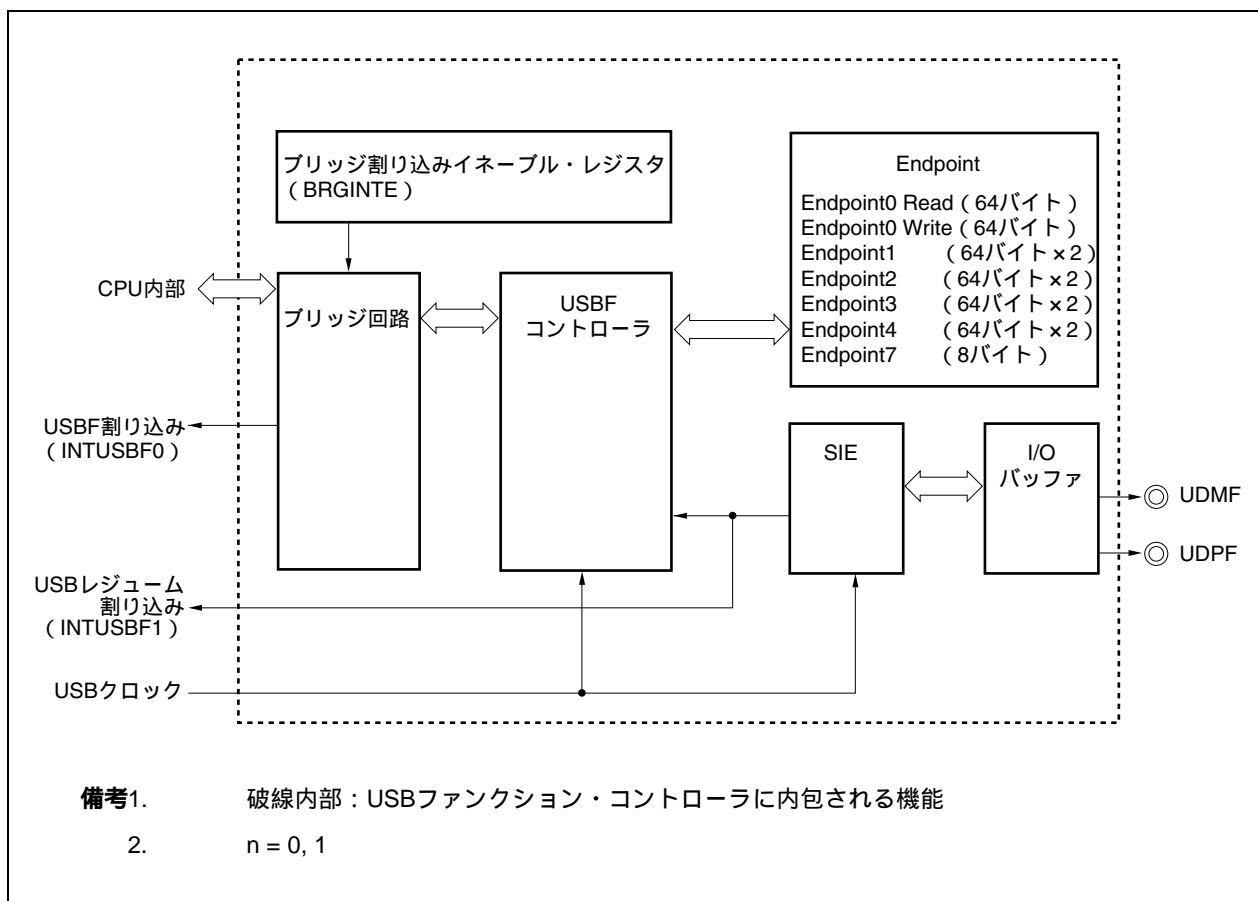 ブリッジ割り込みイネーブル・レジスタ
（BRGINTE）
Endpoint
Endpoint0 Read（64バイト）
Endpoint0 Write（64バイト）
Endpoint1 （64バイト×2）
Endpoint2 （64バイト×2）
Endpoint3 （64バイト×2）
Endpoint4 （64バイト×2）
Endpoint7 （8バイト）
CPU内部
ブリッジ回路
USBF
コントローラ
USBF割り込み
（INTUSBF0）
SIE
I/O
バッファ
UDMF
UDPF
USBレジューム
割り込み
（INTUSBF1）
USBクロック
備考1. 破線内部：USBファンクション・コントローラに内包される機能
2. n = 0, 1